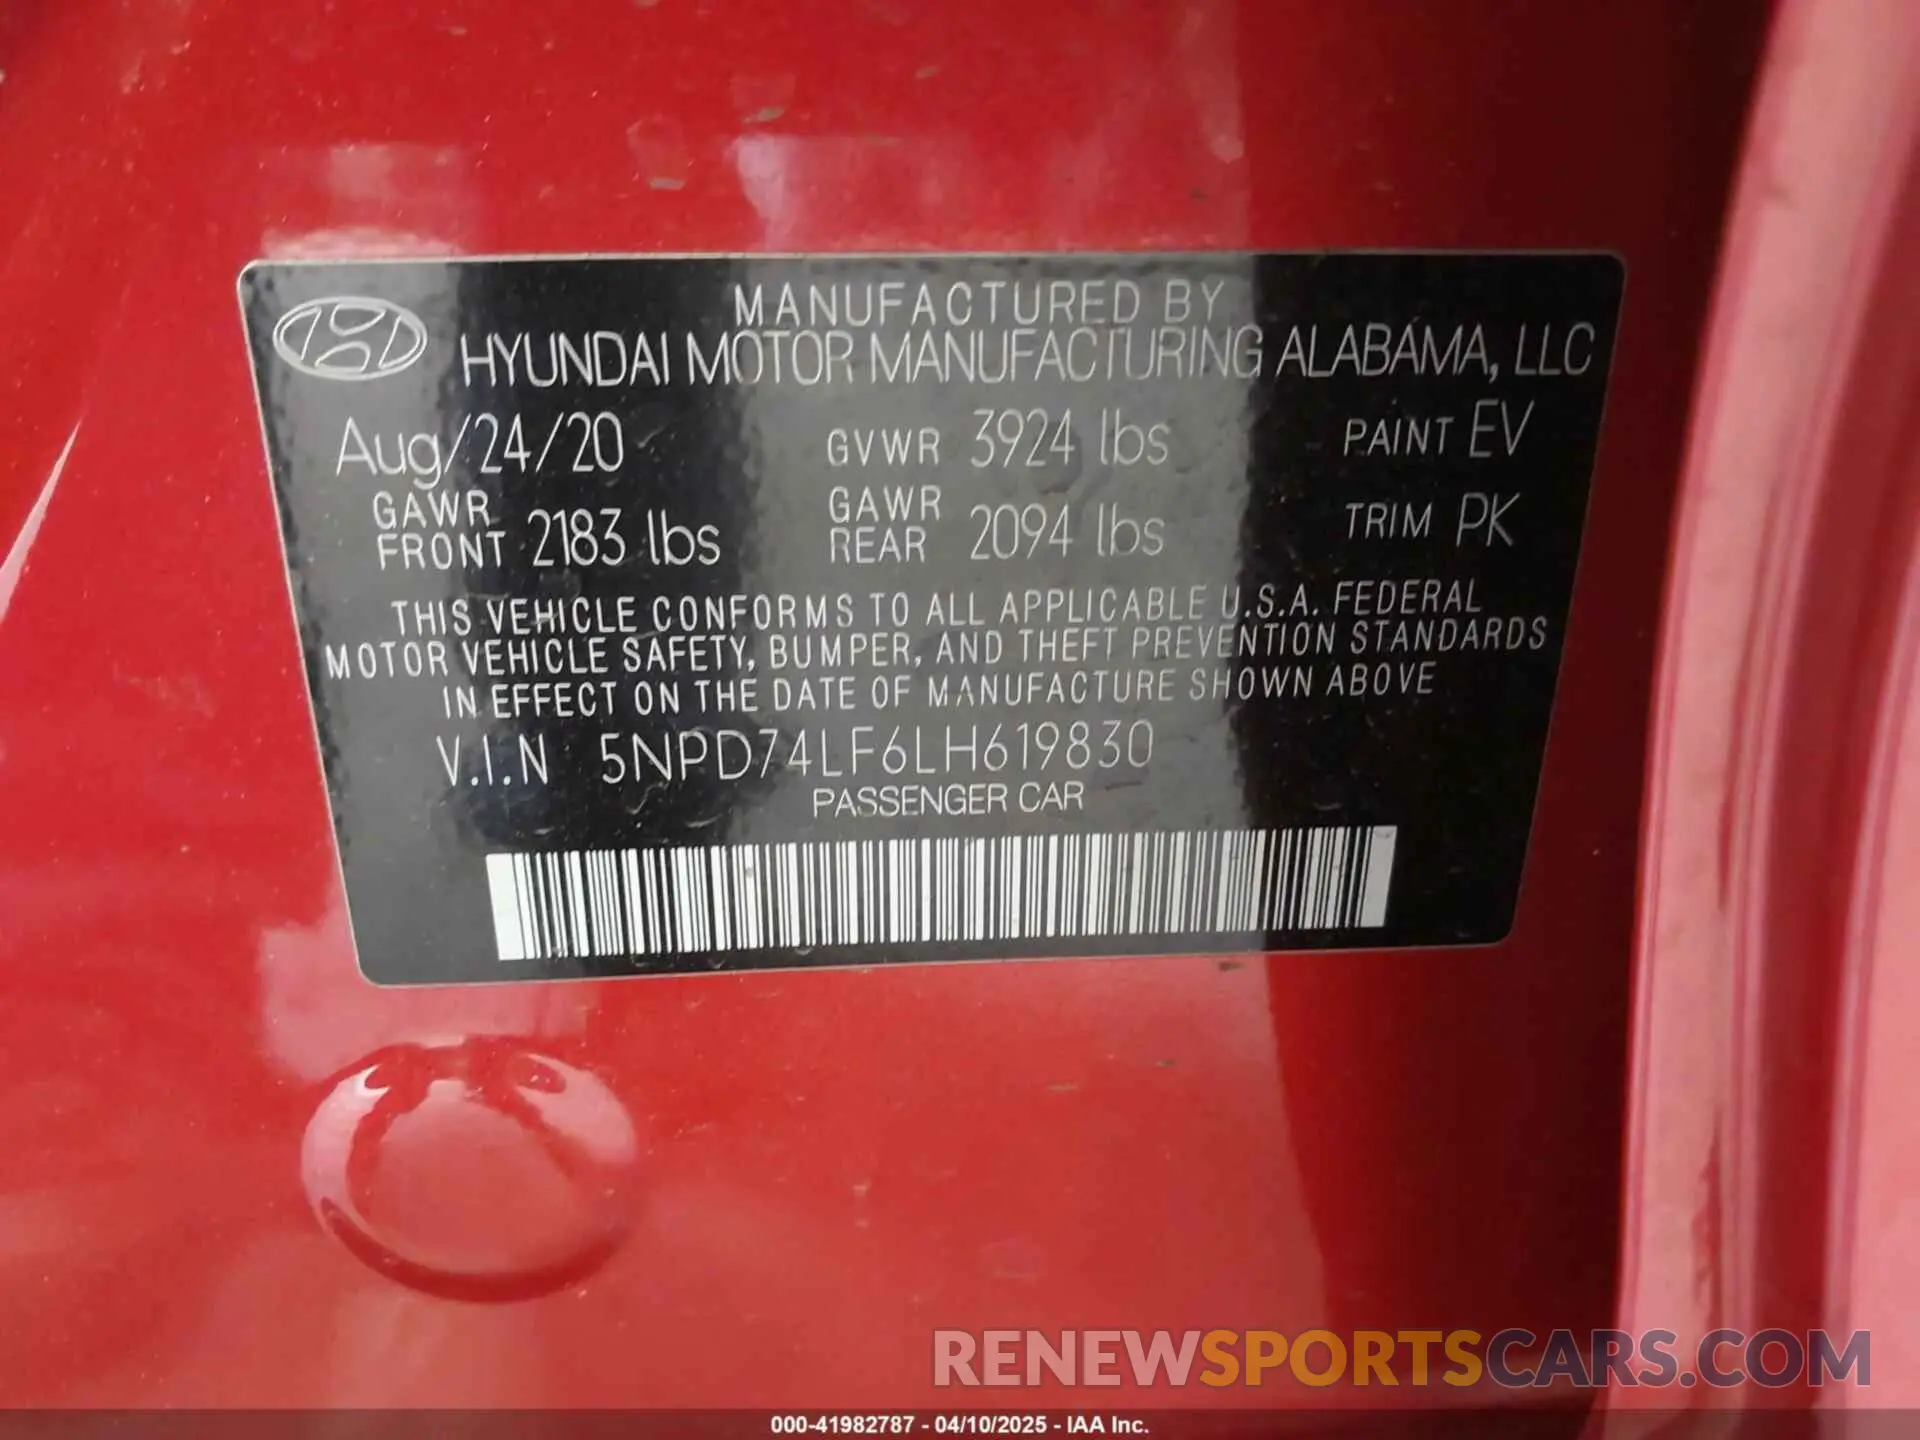 MANUFACTURED BY
HYUNDAI MOTOR MANUFACTURING ALABAMA, LLC
Aug/24/20 GVWR 3924 lbs PAINT EV
GAWR FRONT 2183 lbs GAWR REAR 2094 lbs TRIM PK
THIS VEHICLE CONFORMS TO ALL APPLICABLE U.S.A. FEDERAL
MOTOR VEHICLE SAFETY, BUMPER, AND THEFT PREVENTION STANDARDS
IN EFFECT ON THE DATE OF MANUFACTURE SHOWN ABOVE
V.I.N 5NPD74LF6LH619830
PASSENGER CAR
RENEWSPORTSCARS.COM
000-41982787 - 04/10/2025 - IAA Inc.